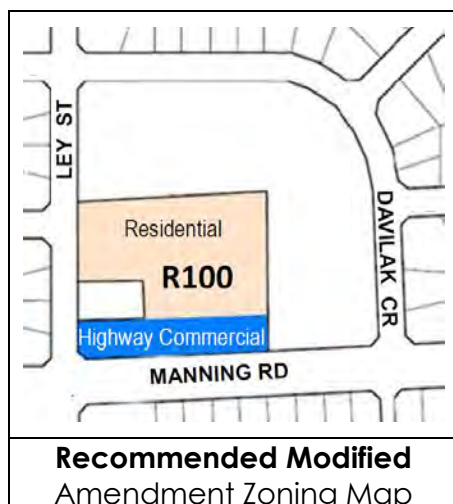 LEY ST
Residential
R100
DAVILAK CR
Highway Commercial
MANNING RD
Recommended Modified
Amendment Zoning Map